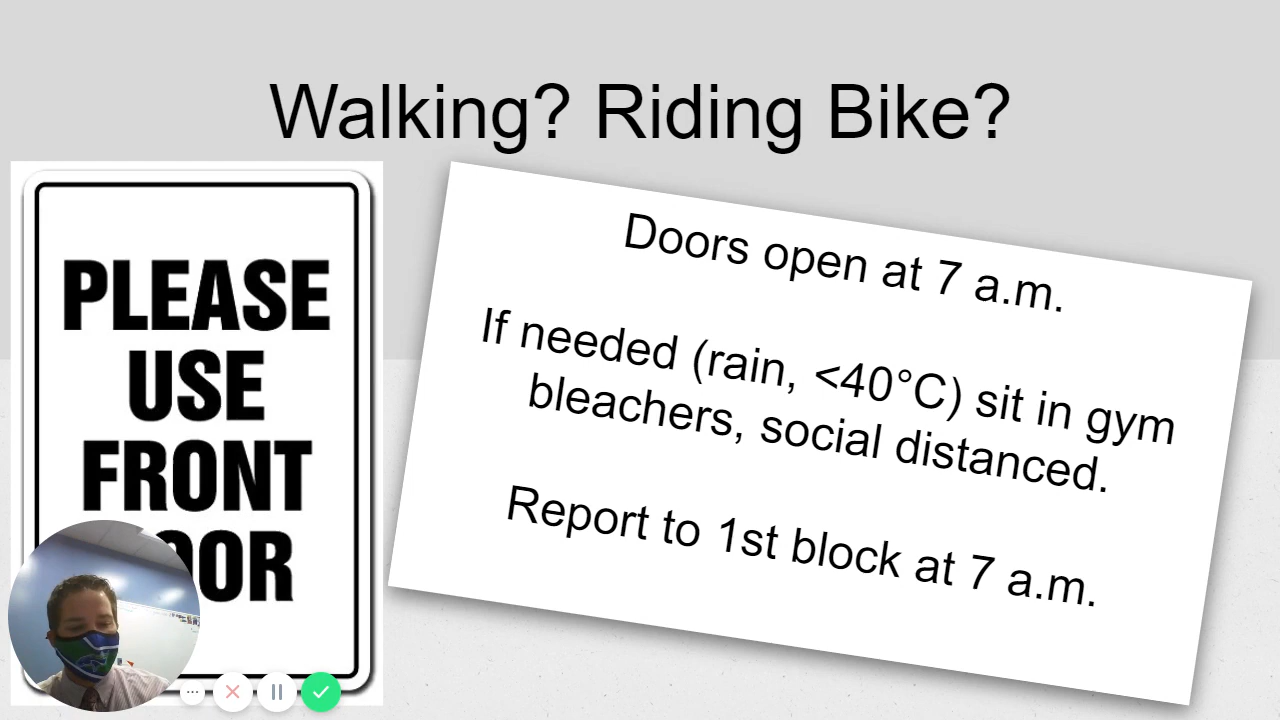 Walking? Riding Bike?
PLEASE
USE
FRONT
Doors open at 7 a.m.
If needed (rain, <40°C) sit in gym
bleachers, social distanced.
Report to 1st block at 7 a.m.